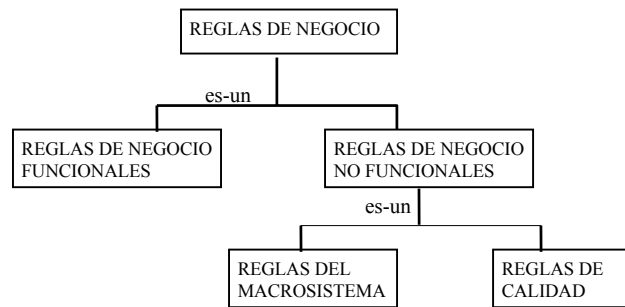 REGLAS DE NEGOCIO
es-un
REGLAS DE NEGOCIO
FUNCIONALES
REGLAS DE NEGOCIO
NO FUNCIONALES
es-un
REGLAS DEL
MACROSISTEMA
REGLAS DE
CALIDAD